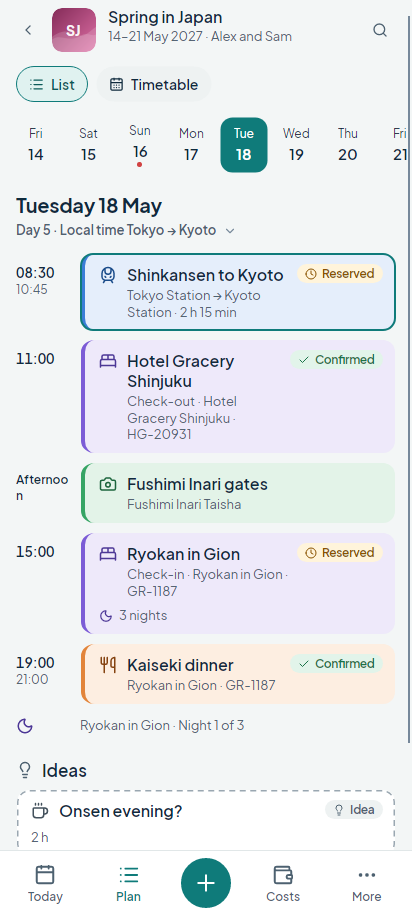 SJ
Spring in Japan
14–21 May 2027 · Alex and Sam
List
Timetable
Fri
14
Sat
15
Sun
16
Mon
17
Tue
18
Wed
19
Thu
20
Fri
21
Tuesday 18 May
Day 5 · Local time Tokyo → Kyoto
08:30
10:45
Shinkansen to Kyoto
Reserved
Tokyo Station → Kyoto
Station · 2 h 15 min
11:00
Hotel Gracery
Shinjuku
Confirmed
Check-out · Hotel
Gracery Shinjuku ·
HG-20931
Afternoo
n
Fushimi Inari gates
Fushimi Inari Taisha
15:00
Ryokan in Gion
Reserved
Check-in · Ryokan in Gion ·
GR-1187
3 nights
19:00
21:00
Kaiseki dinner
Confirmed
Ryokan in Gion · GR-1187
Ryokan in Gion · Night 1 of 3
Ideas
Onsen evening?
Idea
2 h
Today
Plan
Costs
More